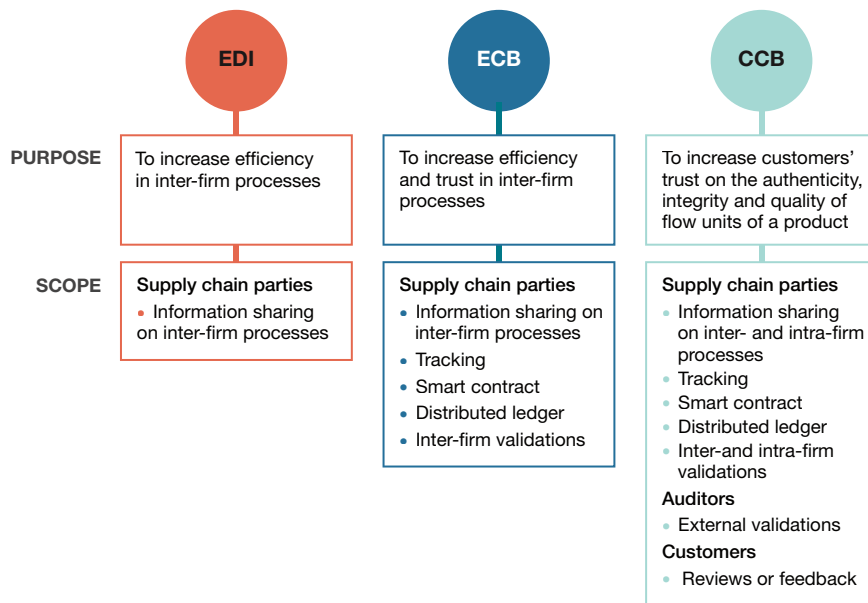 EDI
ECB
CCB
PURPOSE
To increase efficiency
in inter-firm processes
To increase efficiency
and trust in inter-firm
processes
To increase customers'
trust on the authenticity,
integrity and quality of
flow units of a product
SCOPE
Supply chain parties
• Information sharing
on inter-firm processes
Supply chain parties
• Information sharing on
inter-firm processes
• Tracking
• Smart contract
• Distributed ledger
• Inter-firm validations
Supply chain parties
• Information sharing
on inter- and intra-firm
processes
• Tracking
• Smart contract
• Distributed ledger
• Inter-and intra-firm
validations
Auditors
• External validations
Customers
• Reviews or feedback